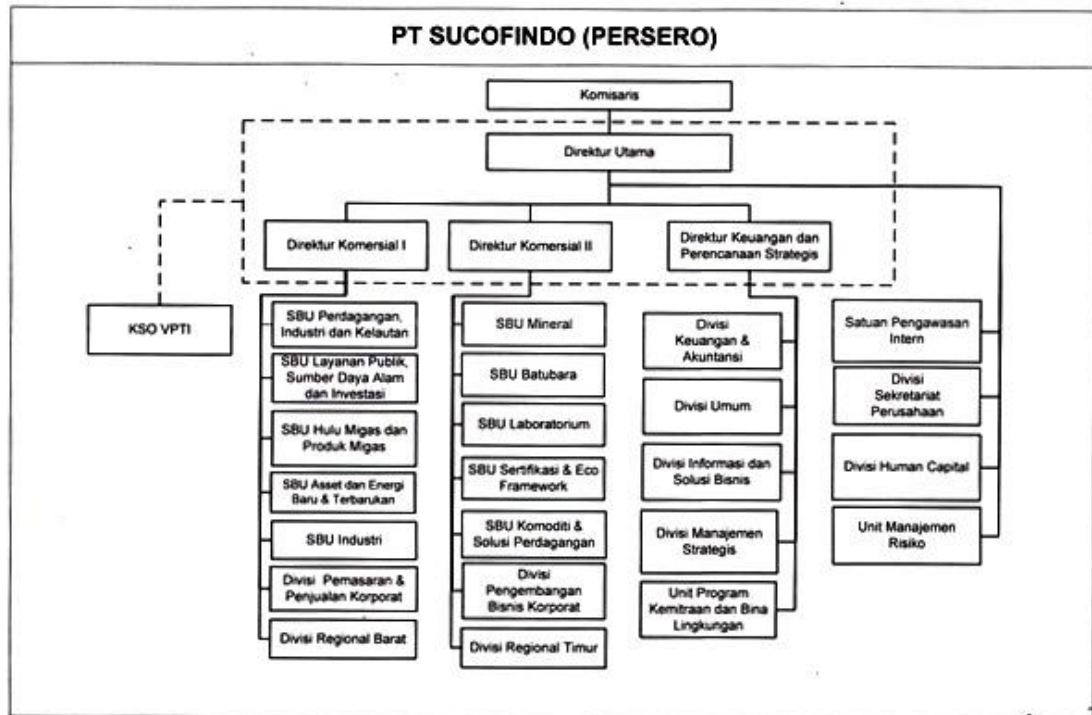 PT SUCOFINDO (PERSERO)
Komisaris
Direktur Utama
Direktur Komersial I
Direktur Komersial II
Direktur Keuangan dan
Perencanaan Strategis
KSO VPTI
SBU Perdagangan,
Industri dan Kelautan
SBU Layanan Publik,
Sumber Daya Alam
dan Investasi
SBU Hulu Migas dan
Produk Migas
SBU Asset dan Energi
Baru & Terbarukan
SBU Industri
Divisi Pemasaran &
Penjualan Korporat
Divisi Regional Barat
SBU Mineral
SBU Batubara
SBU Laboratorium
SBU Sertifikasi & Eco
Framework
SBU Komoditi &
Solusi Perdagangan
Divisi
Pengembangan
Bisnis Korporat
Divisi Regional Timur
Divisi
Keuangan &
Akuntansi
Divisi Umum
Divisi Informasi dan
Solusi Bisnis
Divisi Manajemen
Strategis
Unit Program
Kemitraan dan Bina
Lingkungan
Satuan Pengawasan
Intern
Divisi
Sekretariat
Perusahaan
Divisi Human Capital
Unit Manajemen
Risiko